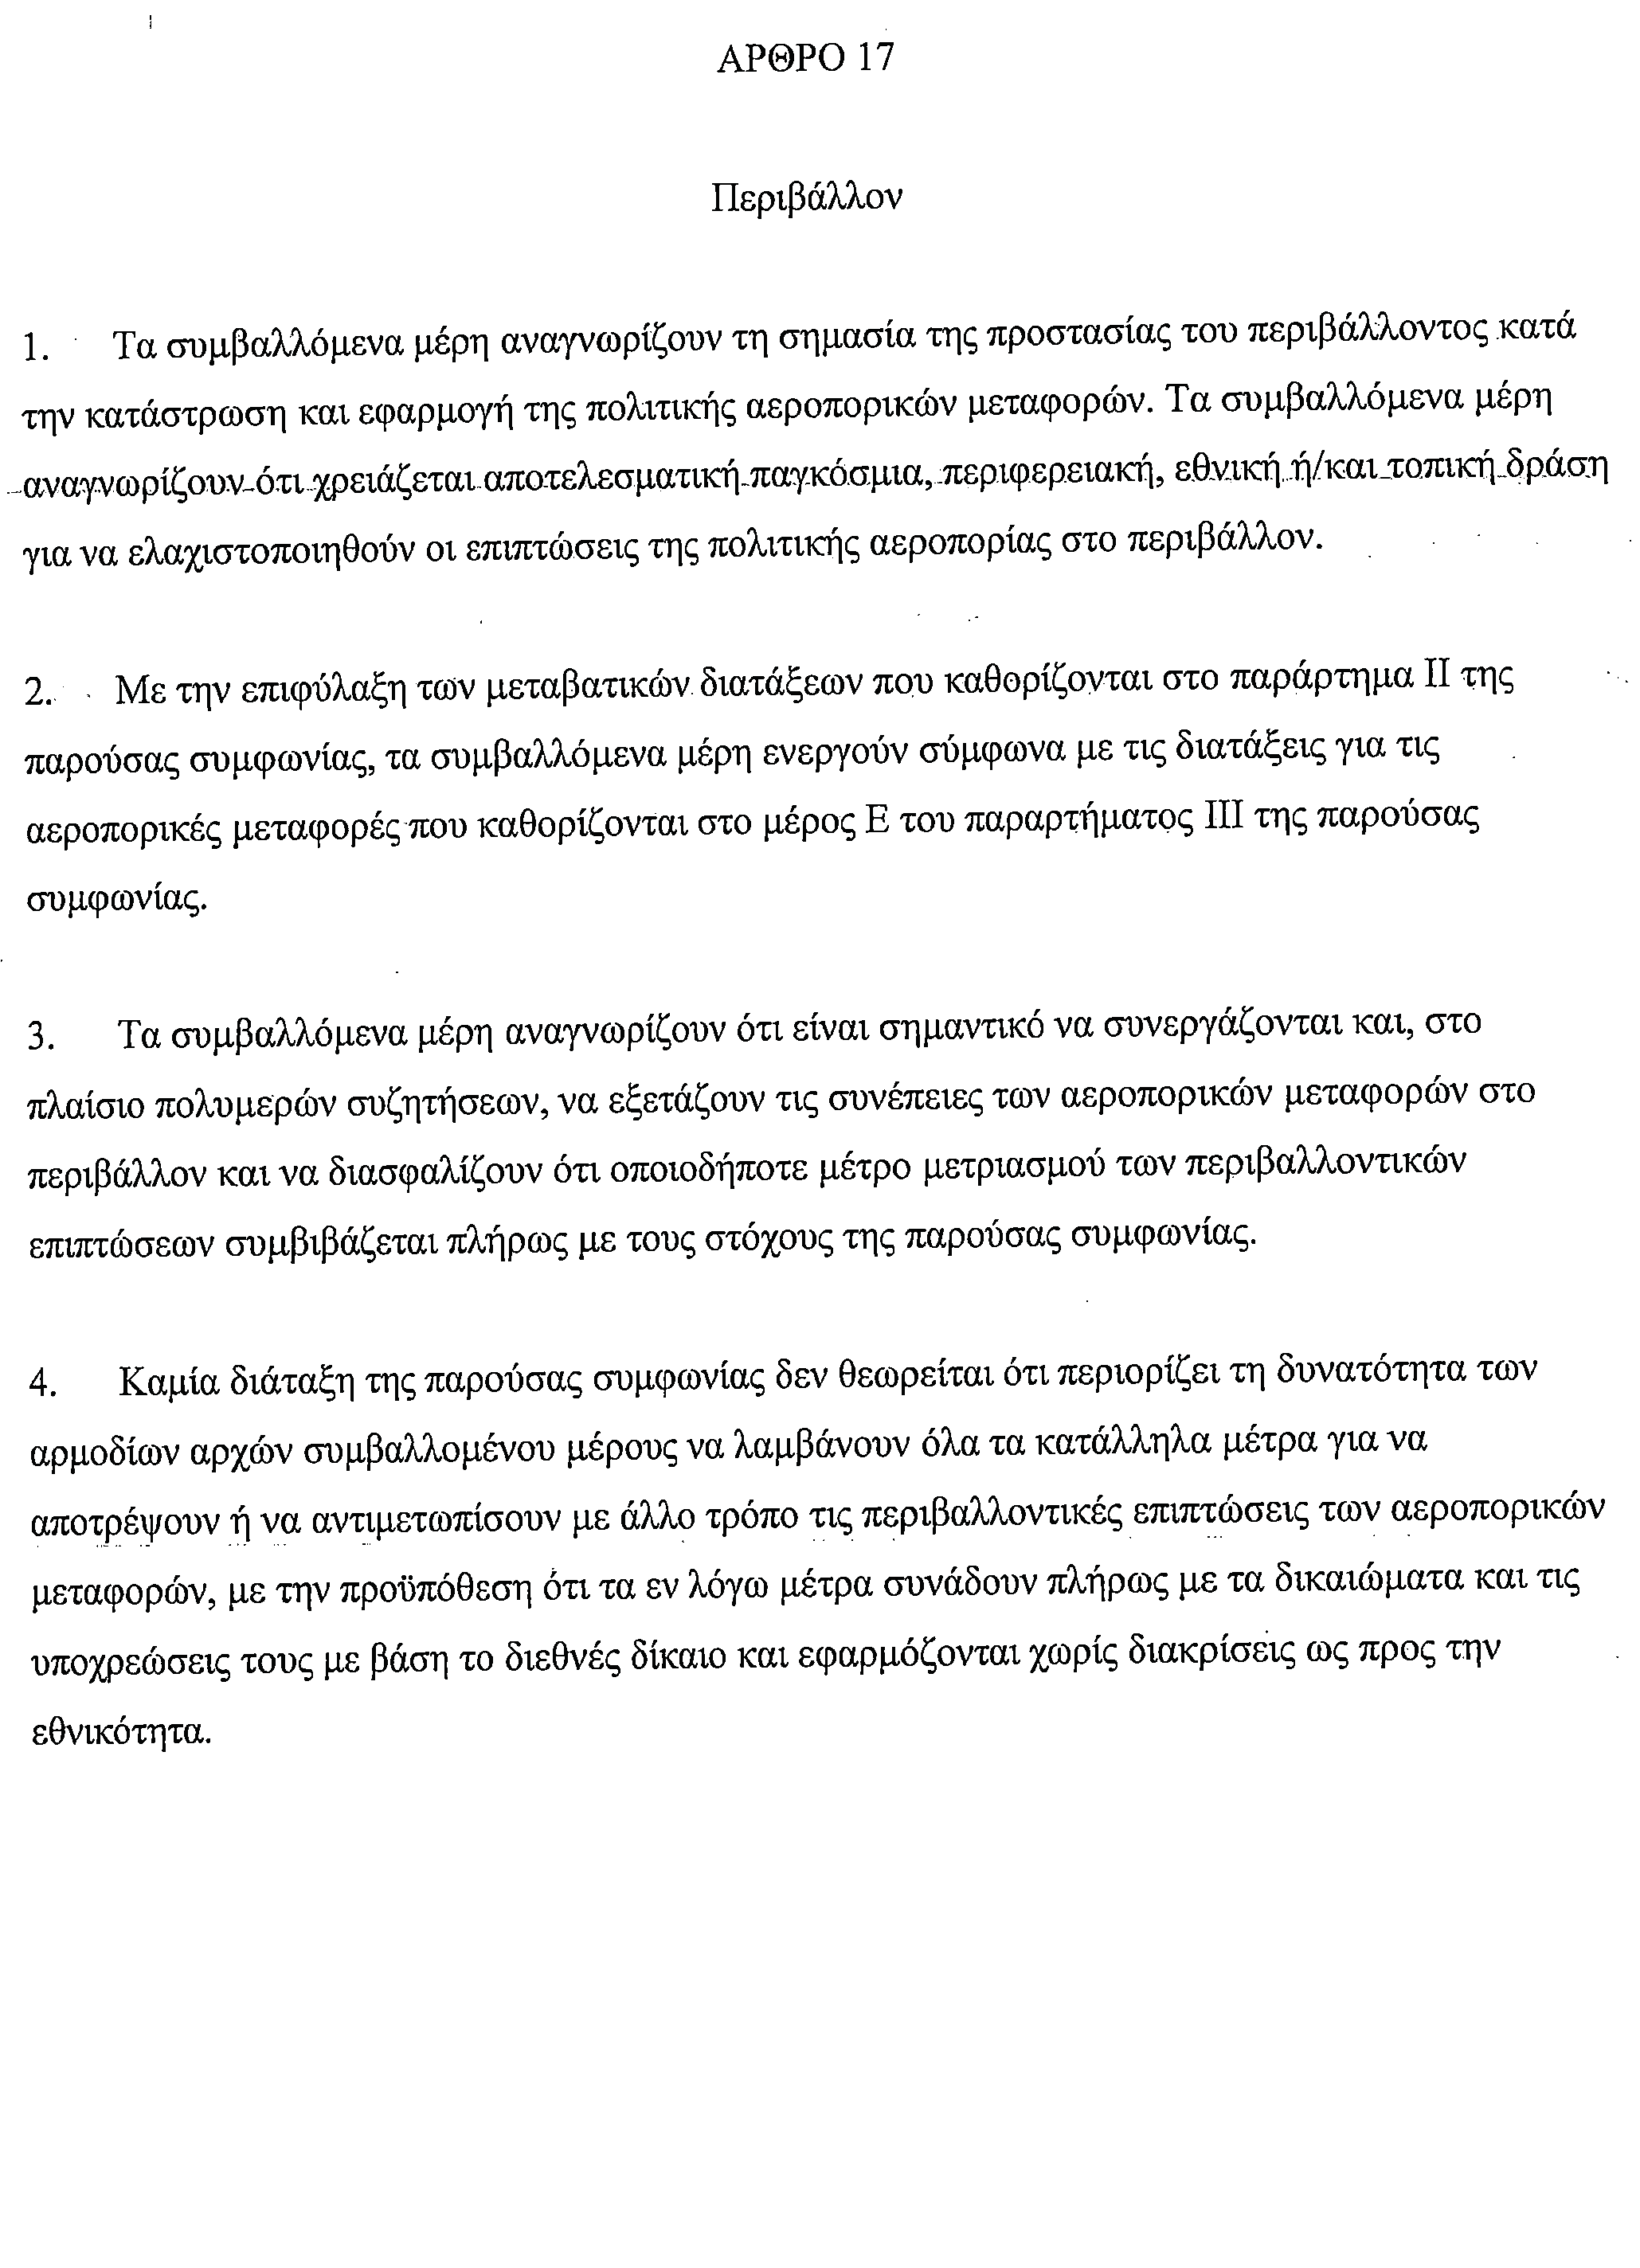 ΑΡΘΡΟ 17
Περιβάλλον
1. Τα συμβαλλόμενα μέρη αναγνωρίζουν τη σημασία της προστασίας του περιβάλλοντος κατά
την κατάστρωση και εφαρμογή της πολιτικής αεροπορικών μεταφορών. Τα συμβαλλόμενα μέρη
αναγνωρίζουν ότι χρειάζεται αποτελεσματική παγκόσμια, περιφερειακή, εθνική ή/και τοπική δράση
για να ελαχιστοποιηθούν οι επιπτώσεις της πολιτικής αεροπορίας στο περιβάλλον.
2. Με την επιφύλαξη των μεταβατικών διατάξεων που καθορίζονται στο παράρτημα ΙΙ της
παρούσας συμφωνίας, τα συμβαλλόμενα μέρη ενεργούν σύμφωνα με τις διατάξεις για τις
αεροπορικές μεταφορές που καθορίζονται στο μέρος Ε του παραρτήματος ΙΙΙ της παρούσας
συμφωνίας.
3. Τα συμβαλλόμενα μέρη αναγνωρίζουν ότι είναι σημαντικό να συνεργάζονται και, στο
πλαίσιο πολυμερών συζητήσεων, να εξετάζουν τις συνέπειες των αεροπορικών μεταφορών στο
περιβάλλον και να διασφαλίζουν ότι οποιοδήποτε μέτρο μετριασμού των περιβαλλοντικών
επιπτώσεων συμβιβάζεται πλήρως με τους στόχους της παρούσας συμφωνίας.
4. Καμία διάταξη της παρούσας συμφωνίας δεν θεωρείται ότι περιορίζει τη δυνατότητα των
αρμοδίων αρχών συμβαλλομένου μέρους να λαμβάνουν όλα τα κατάλληλα μέτρα για να
αποτρέψουν ή να αντιμετωπίσουν με άλλο τρόπο τις περιβαλλοντικές επιπτώσεις των αεροπορικών
μεταφορών, με την προϋπόθεση ότι τα εν λόγω μέτρα συνάδουν πλήρως με τα δικαιώματα και τις
υποχρεώσεις τους με βάση το διεθνές δίκαιο και εφαρμόζονται χωρίς διακρίσεις ως προς την
εθνικότητα.